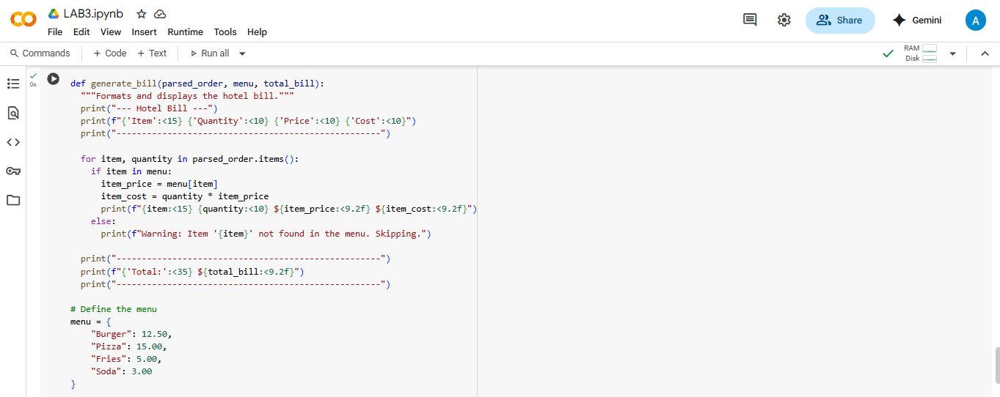 LAB3.ipynb
File Edit View Insert Runtime Tools Help
Share
Gemini
A
Commands + Code + Text Run all
RAM
Disk
0s
def generate_bill(parsed_order, menu, total_bill):
  """Formats and displays the hotel bill."""
  print("--- Hotel Bill ---")
  print(f"{'Item':<15} {'Quantity':<10} {'Price':<10} {'Cost':<10}")
  print("----------------------------------------------------")
  for item, quantity in parsed_order.items():
    if item in menu:
      item_price = menu[item]
      item_cost = quantity * item_price
      print(f"{item:<15} {quantity:<10} ${item_price:<9.2f} ${item_cost:<9.2f}")
    else:
      print(f"Warning: Item '{item}' not found in the menu. Skipping.")
  print("----------------------------------------------------")
  print(f"{'Total:':<35} ${total_bill:<9.2f}")
  print("----------------------------------------------------")
# Define the menu
menu = {
    "Burger": 12.50,
    "Pizza": 15.00,
    "Fries": 5.00,
    "Soda": 3.00
}